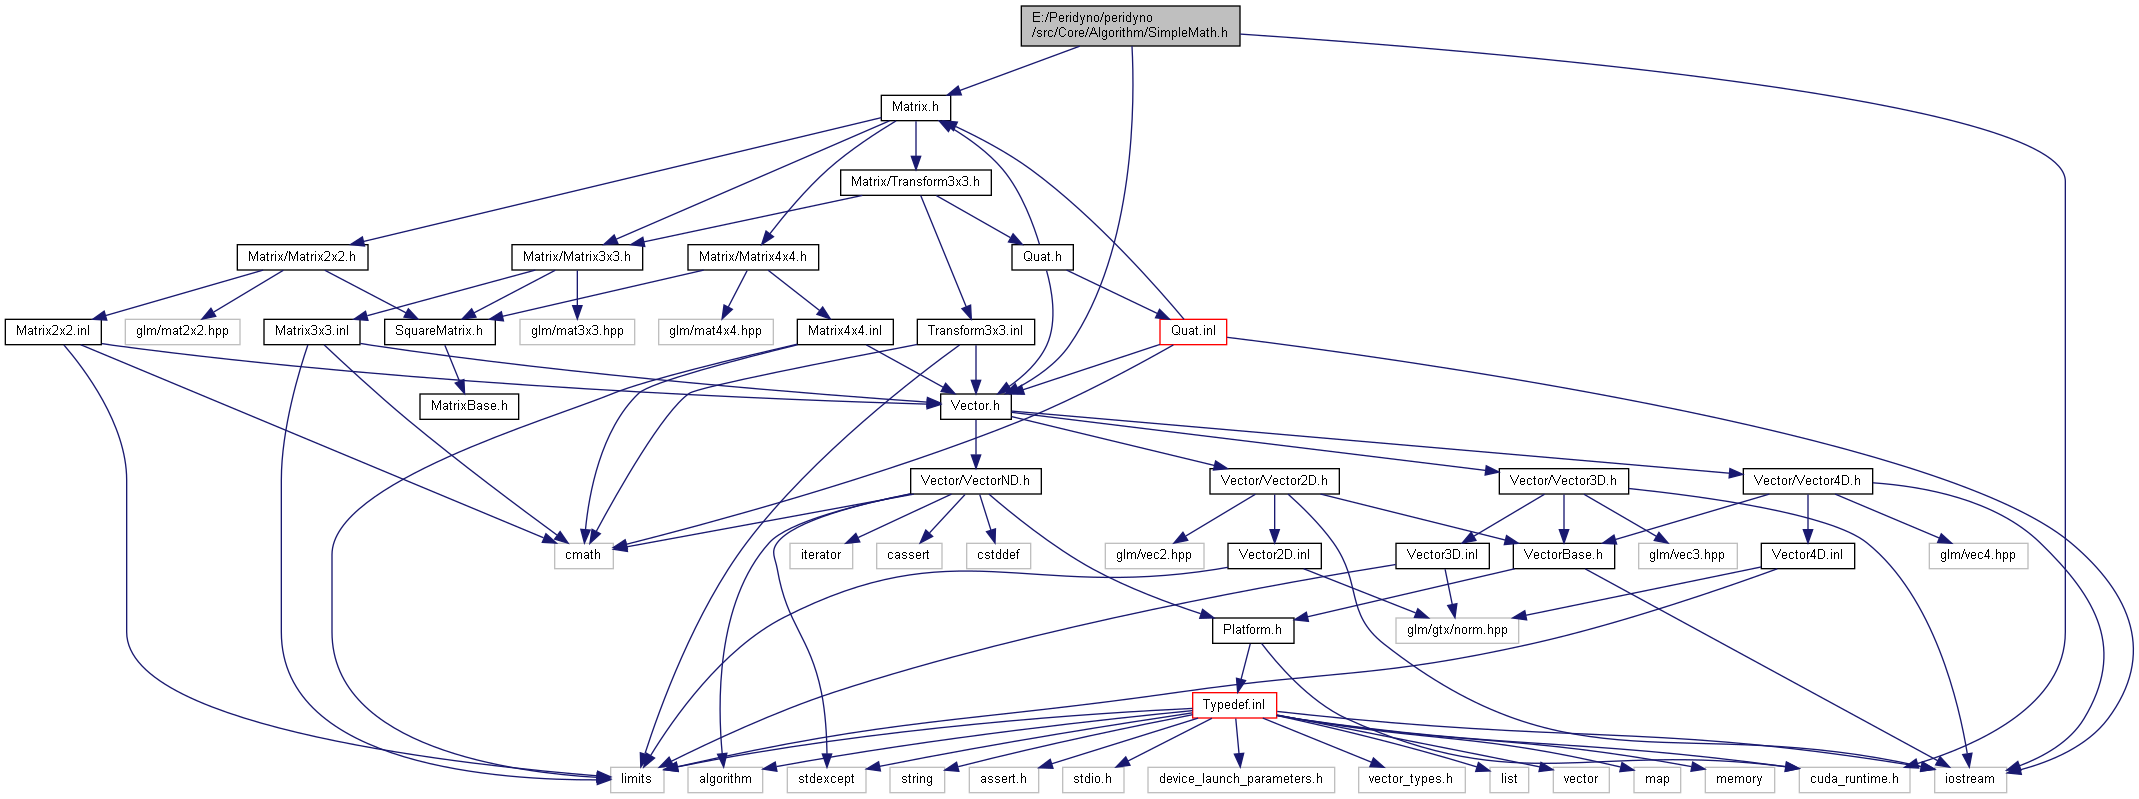 E:/Peridyno/peridyno
/src/Core/Algorithm/SimpleMath.h
Matrix.h
Matrix/Transform3x3.h
Matrix/Matrix2x2.h
Matrix/Matrix3x3.h
Matrix/Matrix4x4.h
Quat.h
Matrix2x2.inl
glm/mat2x2.hpp
Matrix3x3.inl
SquareMatrix.h
glm/mat3x3.hpp
glm/mat4x4.hpp
Matrix4x4.inl
Transform3x3.inl
Quat.inl
MatrixBase.h
Vector.h
Vector/VectorND.h
Vector/Vector2D.h
Vector/Vector3D.h
Vector/Vector4D.h
cmath
iterator
cassert
cstddef
glm/vec2.hpp
Vector2D.inl
Vector3D.inl
VectorBase.h
glm/vec3.hpp
Vector4D.inl
glm/vec4.hpp
Platform.h
glm/gtx/norm.hpp
Typedef.inl
limits
algorithm
stdexcept
string
assert.h
stdio.h
device_launch_parameters.h
vector_types.h
list
vector
map
memory
cuda_runtime.h
iostream